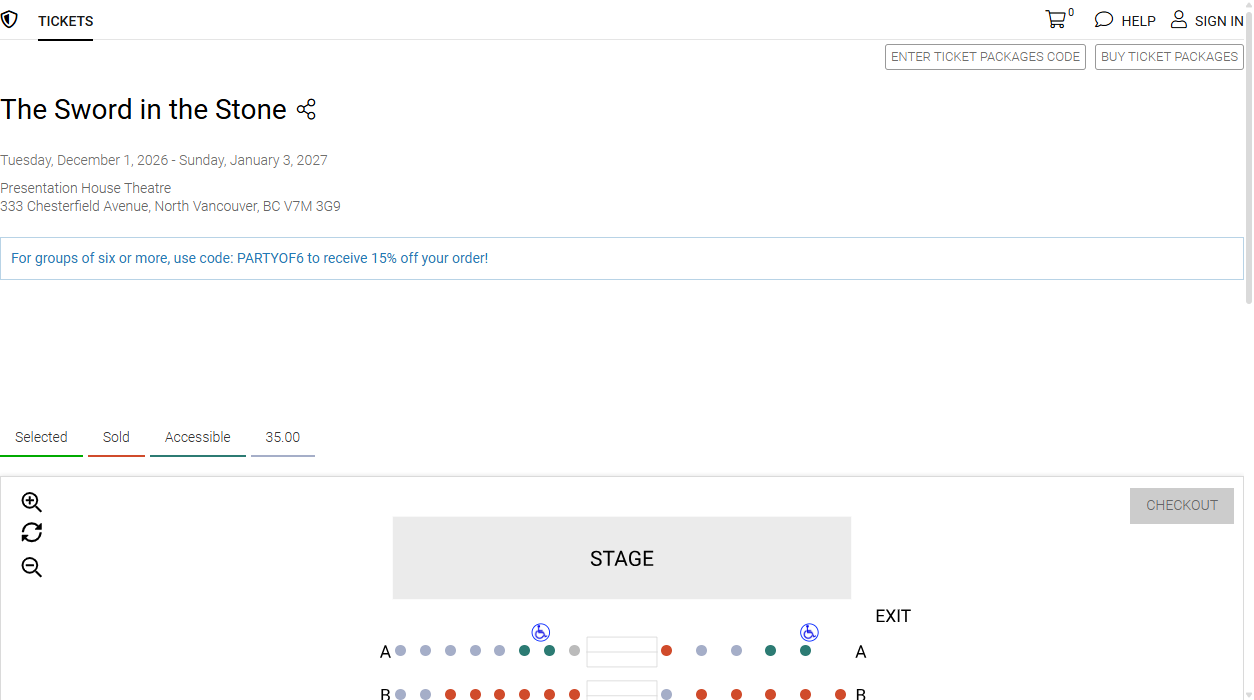 TICKETS
0
HELP
SIGN IN
ENTER TICKET PACKAGES CODE
BUY TICKET PACKAGES
The Sword in the Stone
Tuesday, December 1, 2026 - Sunday, January 3, 2027
Presentation House Theatre
333 Chesterfield Avenue, North Vancouver, BC V7M 3G9
For groups of six or more, use code: PARTYOF6 to receive 15% off your order!
Selected
Sold
Accessible
35.00
CHECKOUT
STAGE
EXIT
A
A
B
B